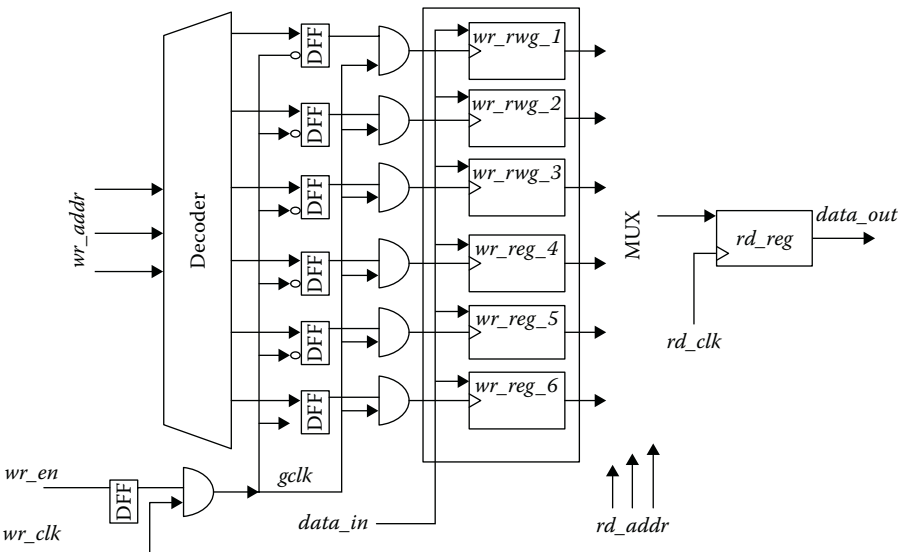 DFF
wr_rwg_1
DFF
wr_rwg_2
DFF
wr_rwg_3
wr_addr
Decoder
MUX
data_out
rd_reg
DFF
wr_reg_4
DFF
wr_reg_5
rd_clk
DFF
wr_reg_6
wr_en
gclk
DFF
data_in
rd_addr
wr_clk